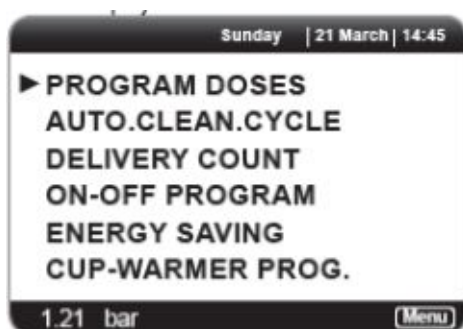 Sunday | 21 March | 14:45
►PROGRAM DOSES
AUTO.CLEAN.CYCLE
DELIVERY COUNT
ON-OFF PROGRAM
ENERGY SAVING
CUP-WARMER PROG.
1.21 bar Menu